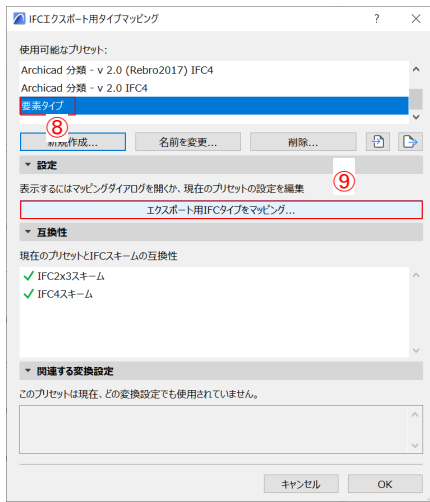 IFCエクスポート用タイプマッピング
使用可能なプリセット:
Archicad 分類 - v 2.0 (Rebro2017) IFC4
Archicad 分類 - v 2.0 IFC4
要素タイプ
⑧
新規作成... 名前を変更... 削除...
設定
⑨
表示するにはマッピングダイアログを開くか、現在のプリセットの設定を編集
エクスポート用IFCタイプをマッピング...
互換性
現在のプリセットとIFCスキームの互換性
IFC2x3スキーム
IFC4スキーム
関連する変換設定
このプリセットは現在、どの変換設定でも使用されていません。
キャンセル OK